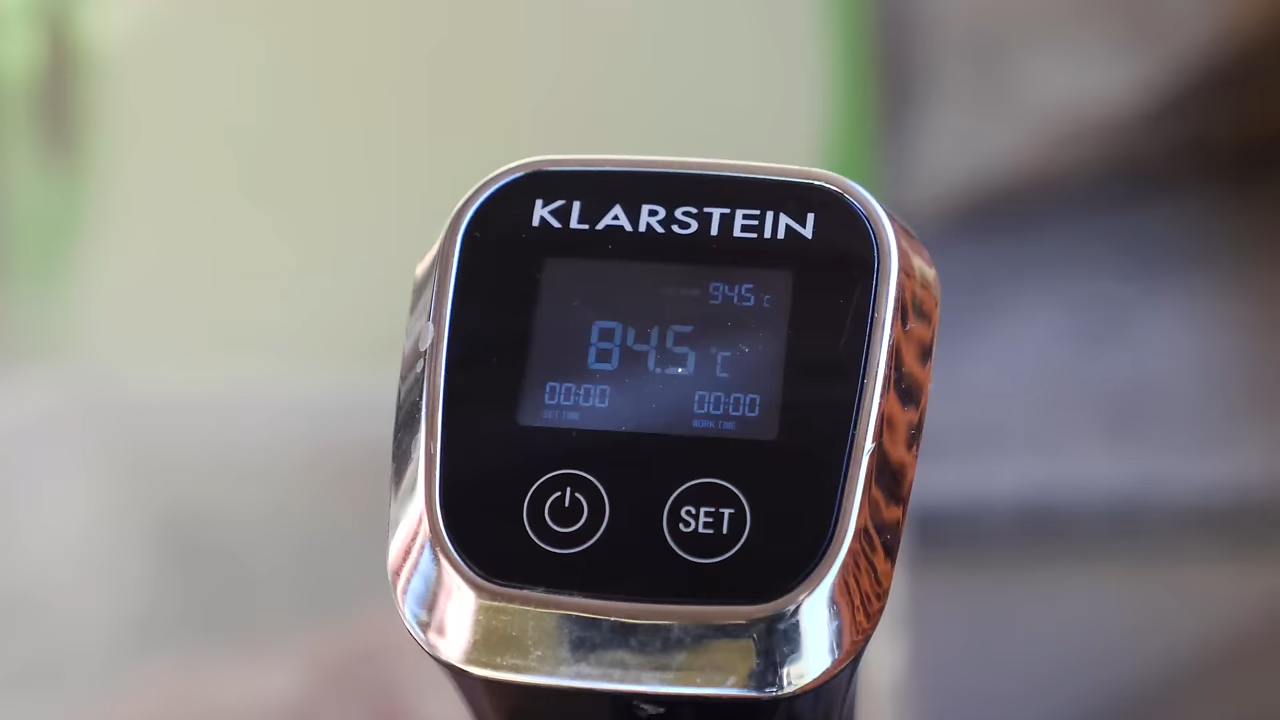 KLARSTEIN
94.5 c
84.5 °c
00:00 00:00
SET TIME WORK TIME
SET